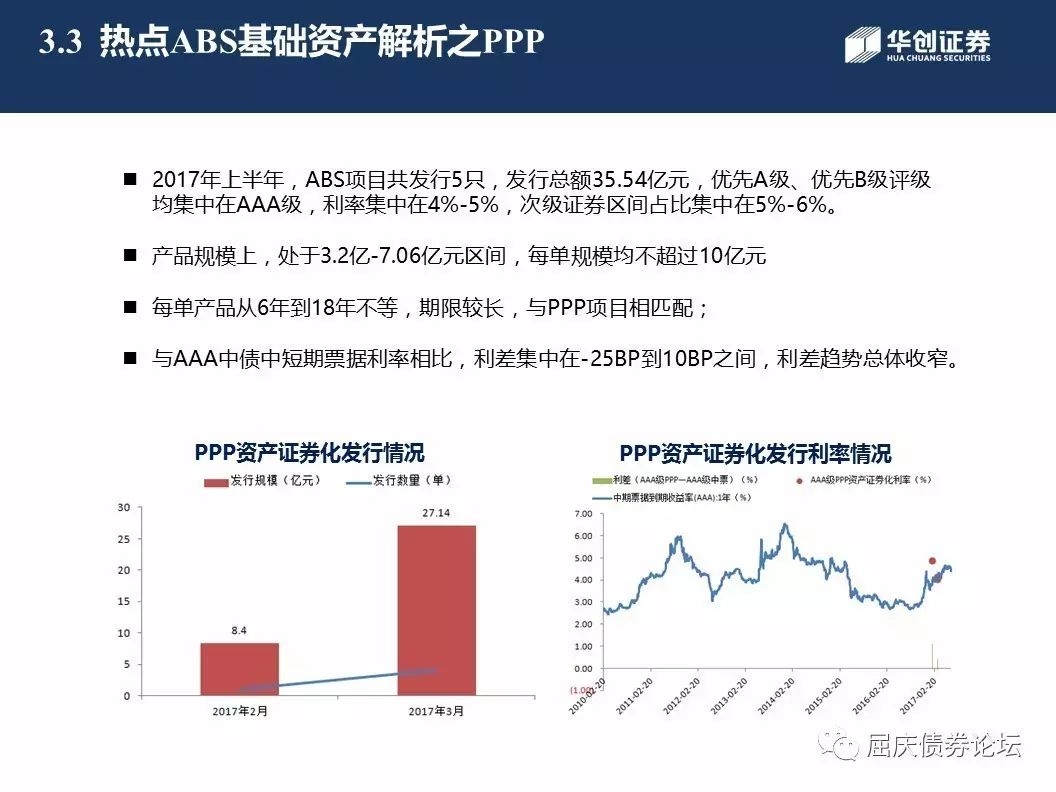 3.3 热点ABS基础资产解析之PPP
华创证券
HUA CHUANG SECURITIES
■ 2017年上半年，ABS项目共发行5只，发行总额35.54亿元，优先A级、优先B级评级
均集中在AAA级，利率集中在4%-5%，次级证券区间占比集中在5%-6%。
■ 产品规模上，处于3.2亿-7.06亿元区间，每单规模均不超过10亿元
■ 每单产品从6年到18年不等，期限较长，与PPP项目相匹配；
■ 与AAA中债中短期票据利率相比，利差集中在-25BP到10BP之间，利差趋势总体收窄。
PPP资产证券化发行情况
发行规模（亿元） 发行数量（单）
30
25
20
15
10
5
0
8.4
27.14
2017年2月 2017年3月
PPP资产证券化发行利率情况
利差（AAA级PPP—AAA级中票）（%） AAA级PPP资产证券化利率（%）
中期票据到期收益率(AAA):1年（%）
7.00
6.00
5.00
4.00
3.00
2.00
1.00
0.00
(1.00)
2010-02-20 2011-02-20 2012-02-20 2013-02-20 2014-02-20 2015-02-20 2016-02-20 2017-02-20
屈庆债券论坛